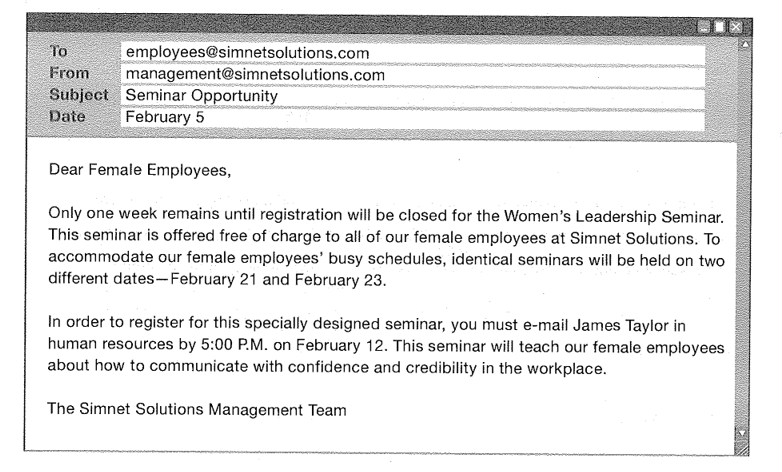 To employees@simnetsolutions.com
From management@simnetsolutions.com
Subject Seminar Opportunity
Date February 5
Dear Female Employees,
Only one week remains until registration will be closed for the Women's Leadership Seminar.
This seminar is offered free of charge to all of our female employees at Simnet Solutions. To
accommodate our female employees' busy schedules, identical seminars will be held on two
different dates—February 21 and February 23.
In order to register for this specially designed seminar, you must e-mail James Taylor in
human resources by 5:00 P.M. on February 12. This seminar will teach our female employees
about how to communicate with confidence and credibility in the workplace.
The Simnet Solutions Management Team